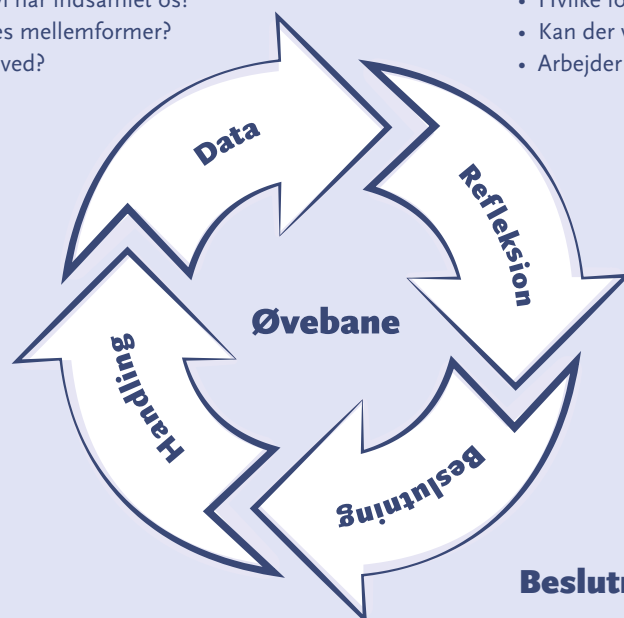 es mellemformer?
ved?
• Kan der v
• Arbejder
Data
Refleksion
Øvebane
Handling
Beslutning
Beslutn